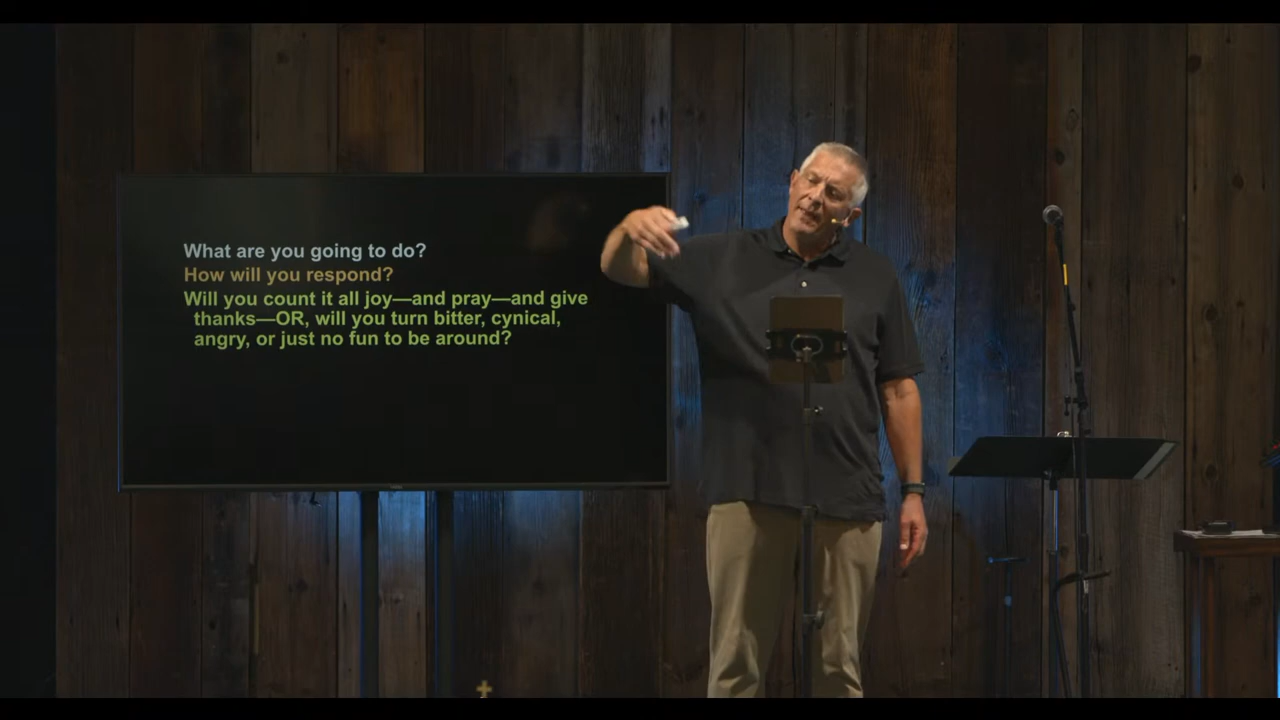 What are you going to do?
How will you respond?
Will you count it all joy—and pray—and give
thanks—OR, will you turn bitter, cynical,
angry, or just no fun to be around?